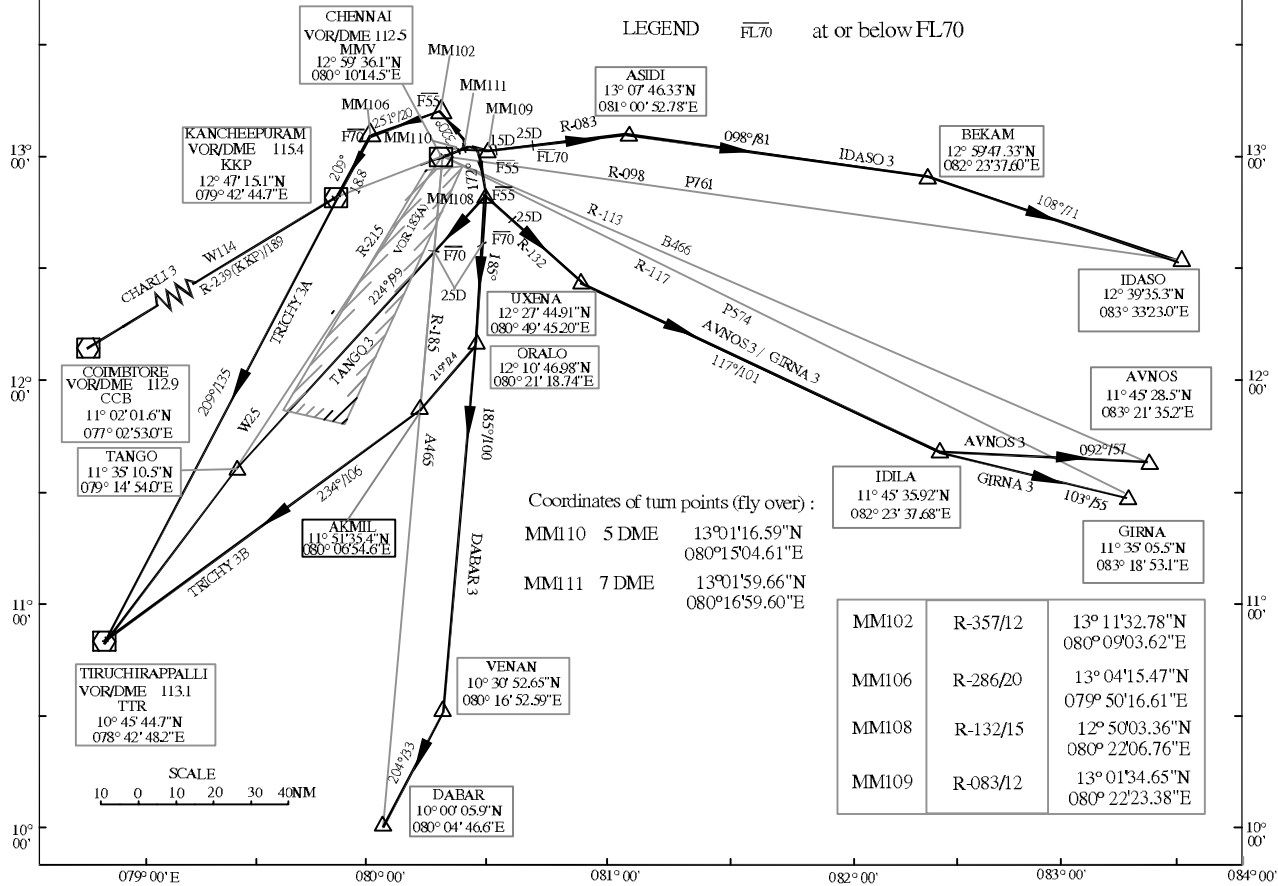 LEGEND FL70 at or below FL70
CHENNAI
VOR/DME 112.5
MMV
12° 59' 36.1"N
080° 10'14.5"E
MM102
MM111
MM109
MM106
251°/20
F55
F70
MM110
15D
25D
FL70
F55
R-083
ASIDI
13° 07' 46.33"N
081° 00' 52.78"E
098°/81
IDASO 3
BEKAM
12° 59'47.33"N
082° 23'37.60"E
108°/71
KANCHEEPURAM
VOR/DME 115.4
KKP
12° 47' 15.1"N
079° 42' 44.7"E
13°
00'
13°
00'
209°
18.8
177°
R-098
P761
MM108
F55
25D
F70
F70
25D
R-132
R-113
B466
R-117
P574
R-215
VOR 183(A)
224°/99
185°
R-185
W114
CHARLI 3
R-239(KKP)/189
TRICHY 3A
TANGO 3
UXENA
12° 27' 44.91"N
080° 49' 45.20"E
ORALO
12° 10' 46.98"N
080° 21' 18.74"E
219°/24
AVNOS 3 / GIRNA 3
117°/101
IDASO
12° 39'35.3"N
083° 33'23.0"E
COIMBTORE
VOR/DME 112.9
CCB
11° 02' 01.6"N
077° 02'53.0"E
12°
00'
12°
00'
209°/135
W25
A465
185°/100
AVNOS
11° 45' 28.5"N
083° 21' 35.2"E
AVNOS 3
092°/57
GIRNA 3
103°/55
TANGO
11° 35' 10.5"N
079° 14' 54.0"E
234°/106
AKMIL
11° 51'35.4"N
080° 06'54.6"E
TRICHY 3B
DABAR 3
IDILA
11° 45' 35.92"N
082° 23' 37.68"E
GIRNA
11° 35' 05.5"N
083° 18' 53.1"E
Coordinates of turn points (fly over) :
MM110 5 DME 13°01'16.59"N
080°15'04.61"E
MM111 7 DME 13°01'59.66"N
080°16'59.60"E
11°
00'
11°
00'
MM102 R-357/12 13° 11'32.78"N
080° 09'03.62"E
MM106 R-286/20 13° 04'15.47"N
079° 50'16.61"E
MM108 R-132/15 12° 50'03.36"N
080° 22'06.76"E
MM109 R-083/12 13° 01'34.65"N
080° 22'23.38"E
TIRUCHIRAPPALLI
VOR/DME 113.1
TTR
10° 45' 44.7"N
078° 42' 48.2"E
VENAN
10° 30' 52.65"N
080° 16' 52.59"E
204°/33
DABAR
10° 00' 05.9"N
080° 04' 46.6"E
SCALE
10 0 10 20 30 40NM
10°
00'
10°
00'
079° 00' E
080° 00'
081° 00'
082° 00'
083° 00'
084° 00'E